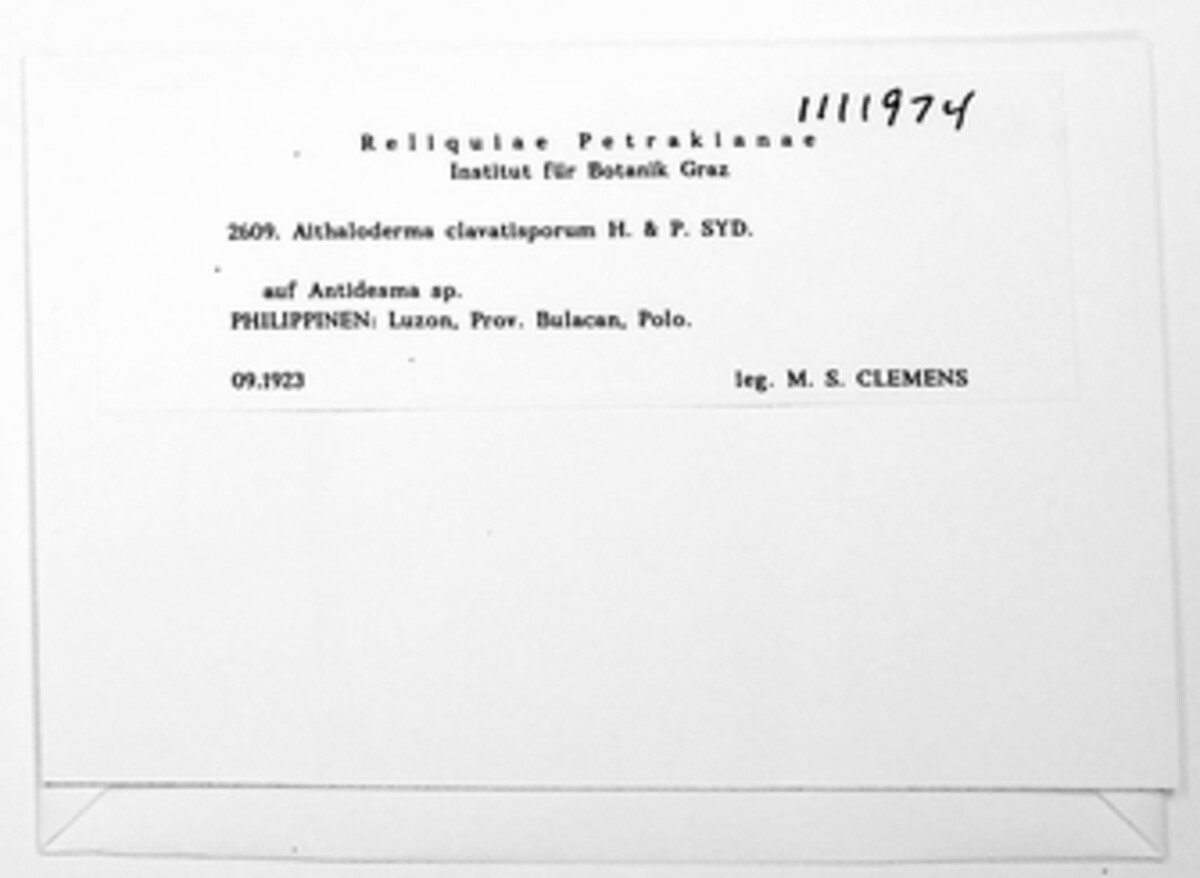 1111974
Reliquiae Petrakianae
Institut für Botanik Graz
2609. Aithaloderma clavatisporum H. & P. SYD.
auf Antidesma sp.
PHILIPPINEN: Luzon, Prov. Bulacan, Polo.
09.1923 leg. M. S. CLEMENS